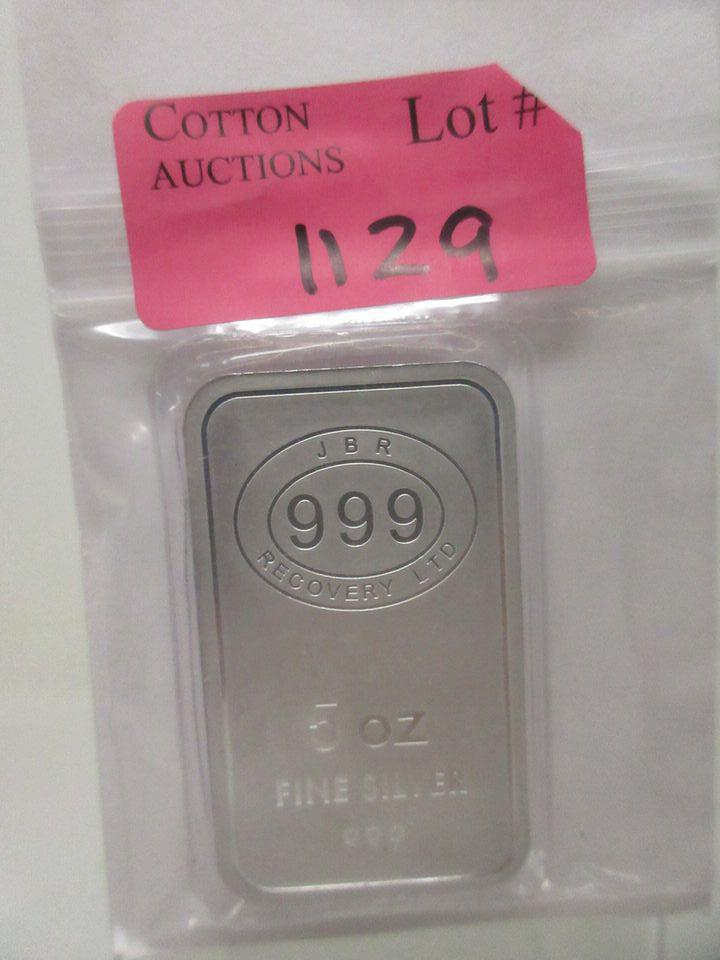 COTTON
AUCTIONS
Lot #
1129
JBR
999
RECOVERY LTD
5 OZ
FINE SILVER
999